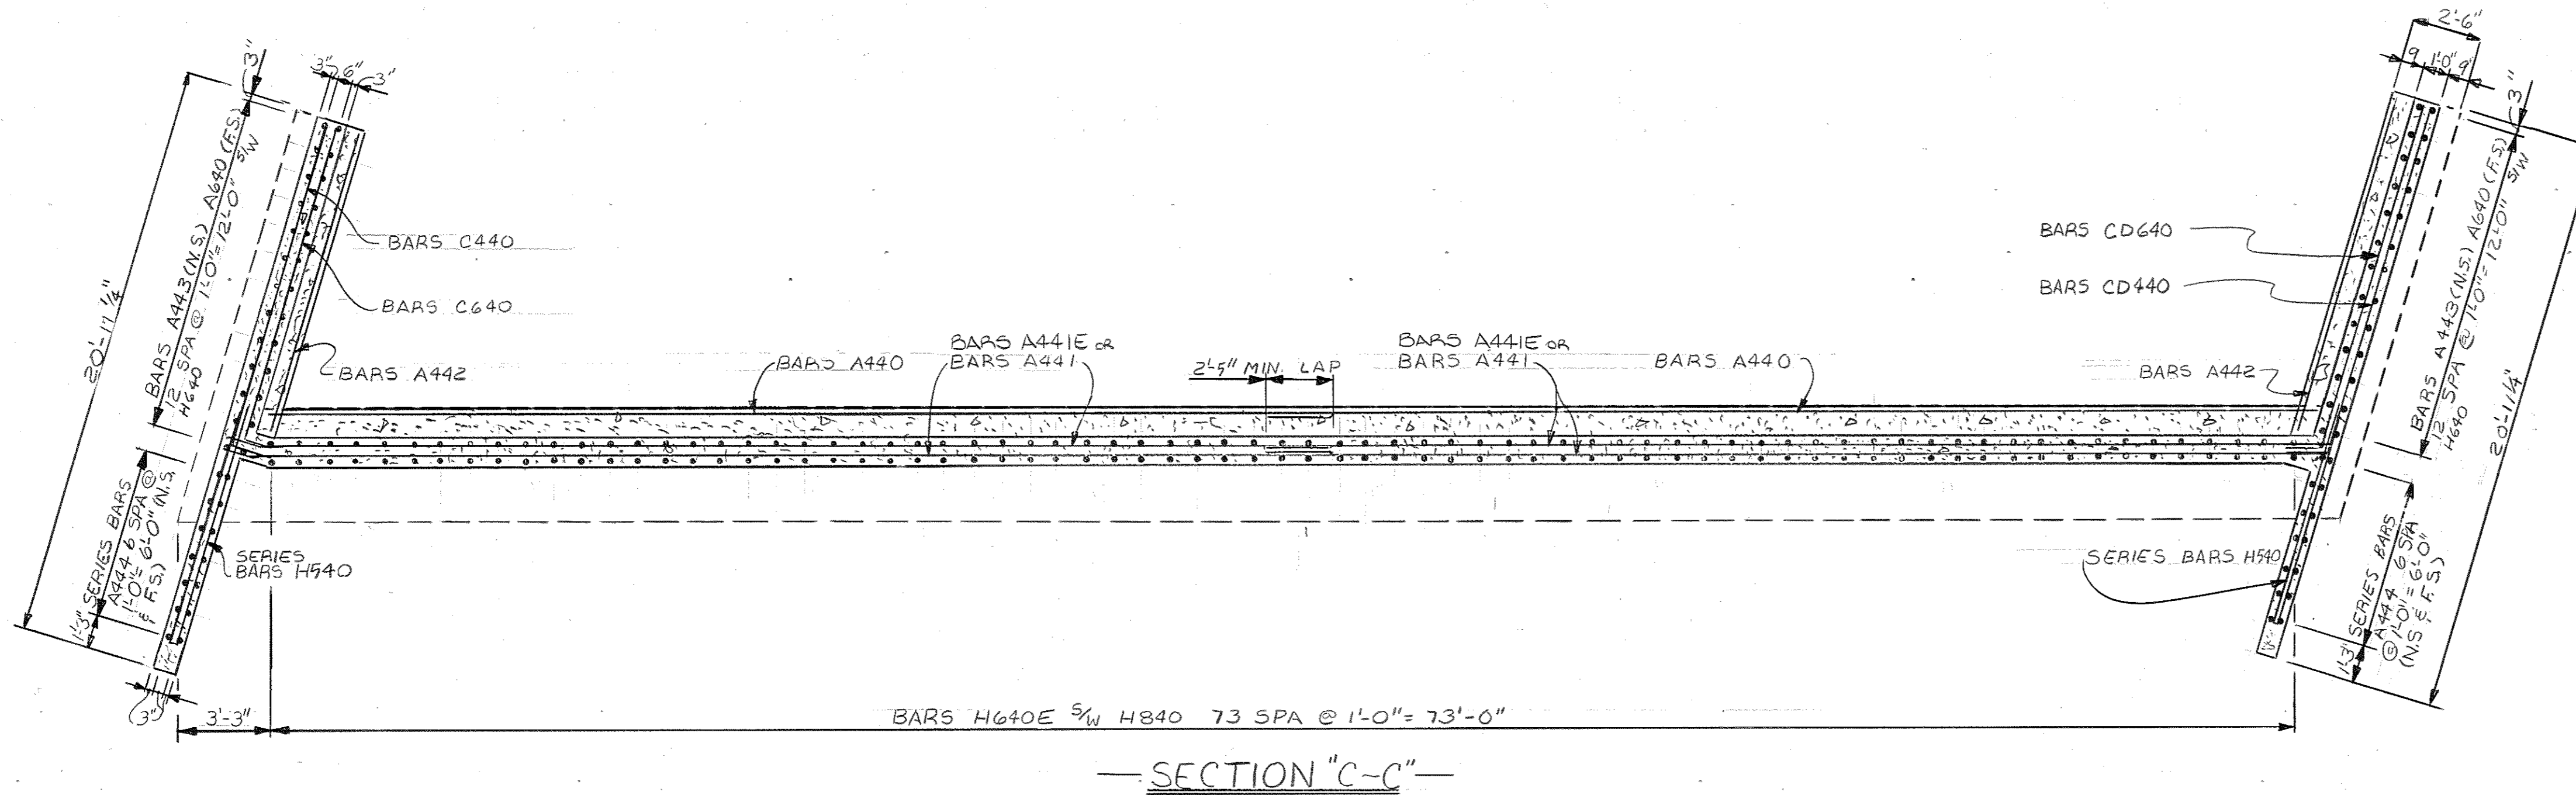 3"
3" 6" 3"
20'-11 1/4"
BARS A443 (N.S.) A640 (F.S.)
S/W
12 SPA @ 1'-0" = 12'-0"
H640
BARS C440
BARS C640
BARS A442
BARS A440
BARS A441E OR
BARS A441
2'-5" MIN. LAP
BARS A441E OR
BARS A441
BARS A440
2'-6"
9 1'-0" 9"
3"
BARS CD640
BARS CD440
BARS A442
BARS A443 (N.S.) A640 (F.S.)
S/W
12 SPA @ 1'-0" = 12'-0"
H640
20'-11 1/4"
SERIES BARS
A444 6 SPA @
1'-0" = 6'-0" (N.S.
& F.S.)
1'-3"
SERIES
BARS H540
SERIES BARS H540
SERIES BARS
A444 6 SPA
@ 1'-0" = 6'-0"
(N.S & F.S.)
1'-3"
3"
3'-3"
BARS H640E S/W H840 73 SPA @ 1'-0" = 73'-0"
SECTION "C-C"